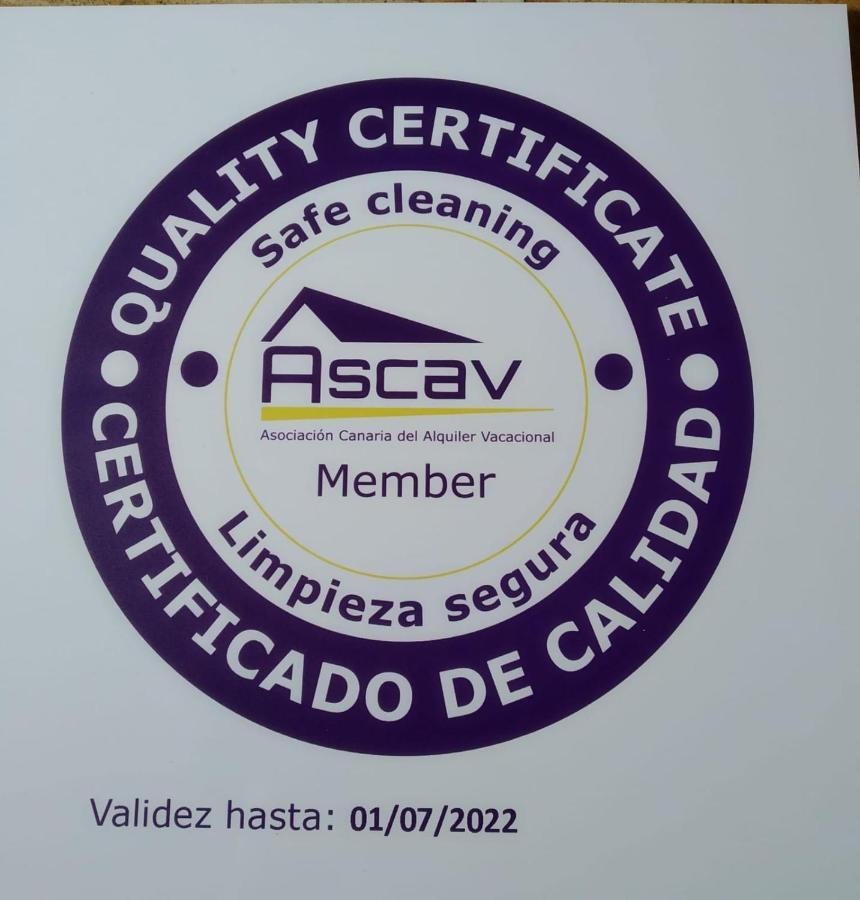 QUALITY CERTIFICATE
Safe cleaning
Ascav
Asociación Canaria del Alquiler Vacacional
Member
Limpieza segura
CERTIFICADO DE CALIDAD
Validez hasta: 01/07/2022